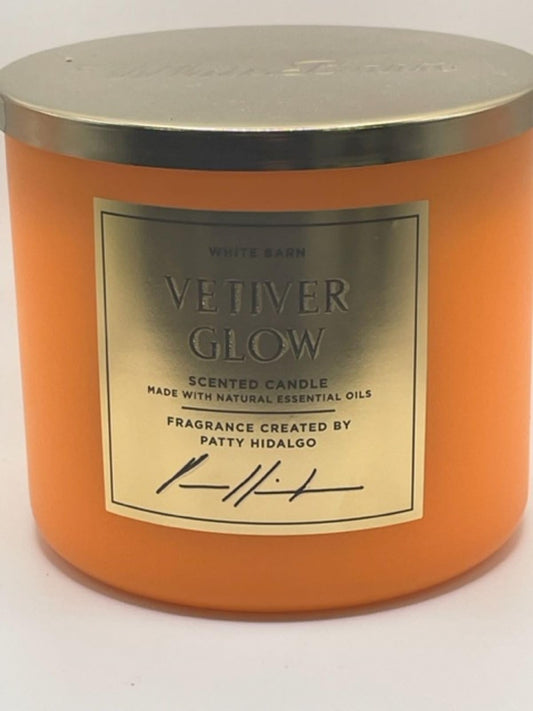 WHITE BARN
VETIVER
GLOW
SCENTED CANDLE
MADE WITH NATURAL ESSENTIAL OILS
FRAGRANCE CREATED BY
PATTY HIDALGO